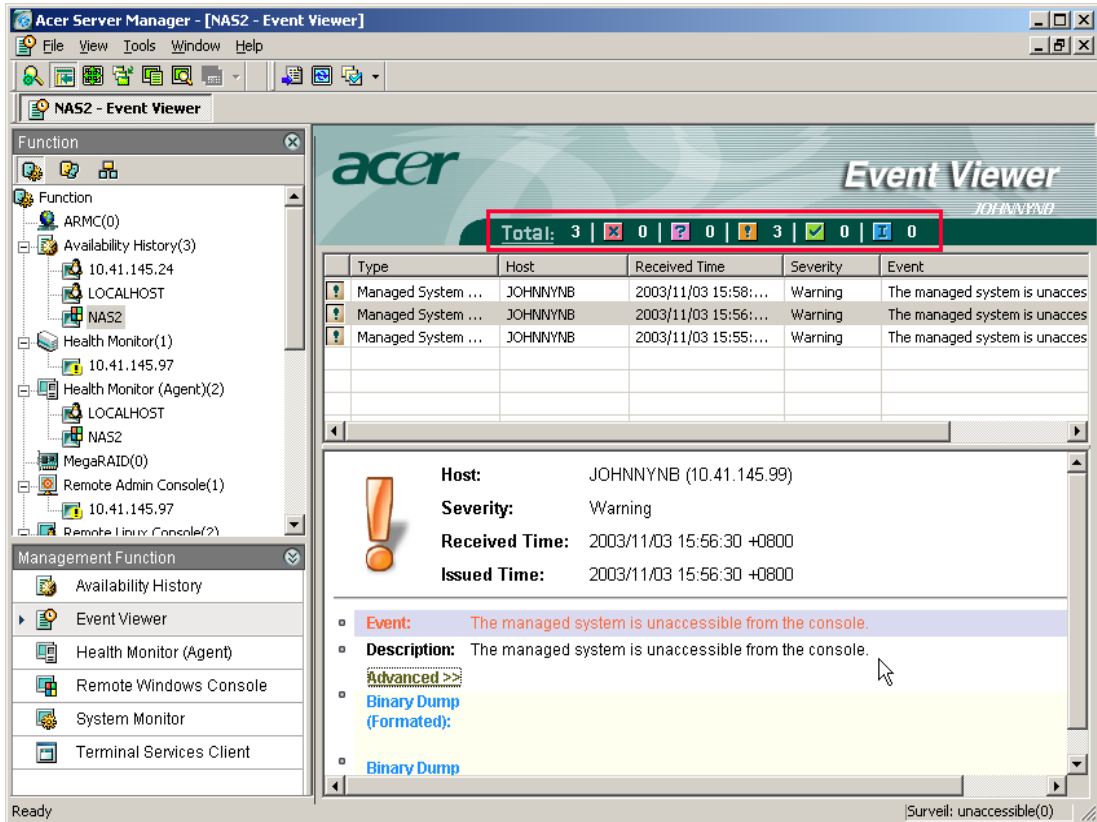 Acer Server Manager - [NAS2 - Event Viewer]
File View Tools Window Help
NAS2 - Event Viewer
Function
Function
ARMC(0)
Availability History(3)
10.41.145.24
LOCALHOST
NAS2
Health Monitor(1)
10.41.145.97
Health Monitor (Agent)(2)
LOCALHOST
NAS2
MegaRAID(0)
Remote Admin Console(1)
10.41.145.97
Remote Linux Console(2)
Management Function
Availability History
Event Viewer
Health Monitor (Agent)
Remote Windows Console
System Monitor
Terminal Services Client
acer
Event Viewer
JOHNNYNB
Total: 3 | 0 | ? 0 | ! 3 | 0 | I 0
Type Host Received Time Severity Event
Managed System ... JOHNNYNB 2003/11/03 15:58:... Warning The managed system is unacces
Managed System ... JOHNNYNB 2003/11/03 15:56:... Warning The managed system is unacces
Managed System ... JOHNNYNB 2003/11/03 15:55:... Warning The managed system is unacces
Host: JOHNNYNB (10.41.145.99)
Severity: Warning
Received Time: 2003/11/03 15:56:30 +0800
Issued Time: 2003/11/03 15:56:30 +0800
Event: The managed system is unaccessible from the console.
Description: The managed system is unaccessible from the console.
Advanced >>
Binary Dump
(Formated):
Binary Dump
Ready
Surveil: unaccessible(0)